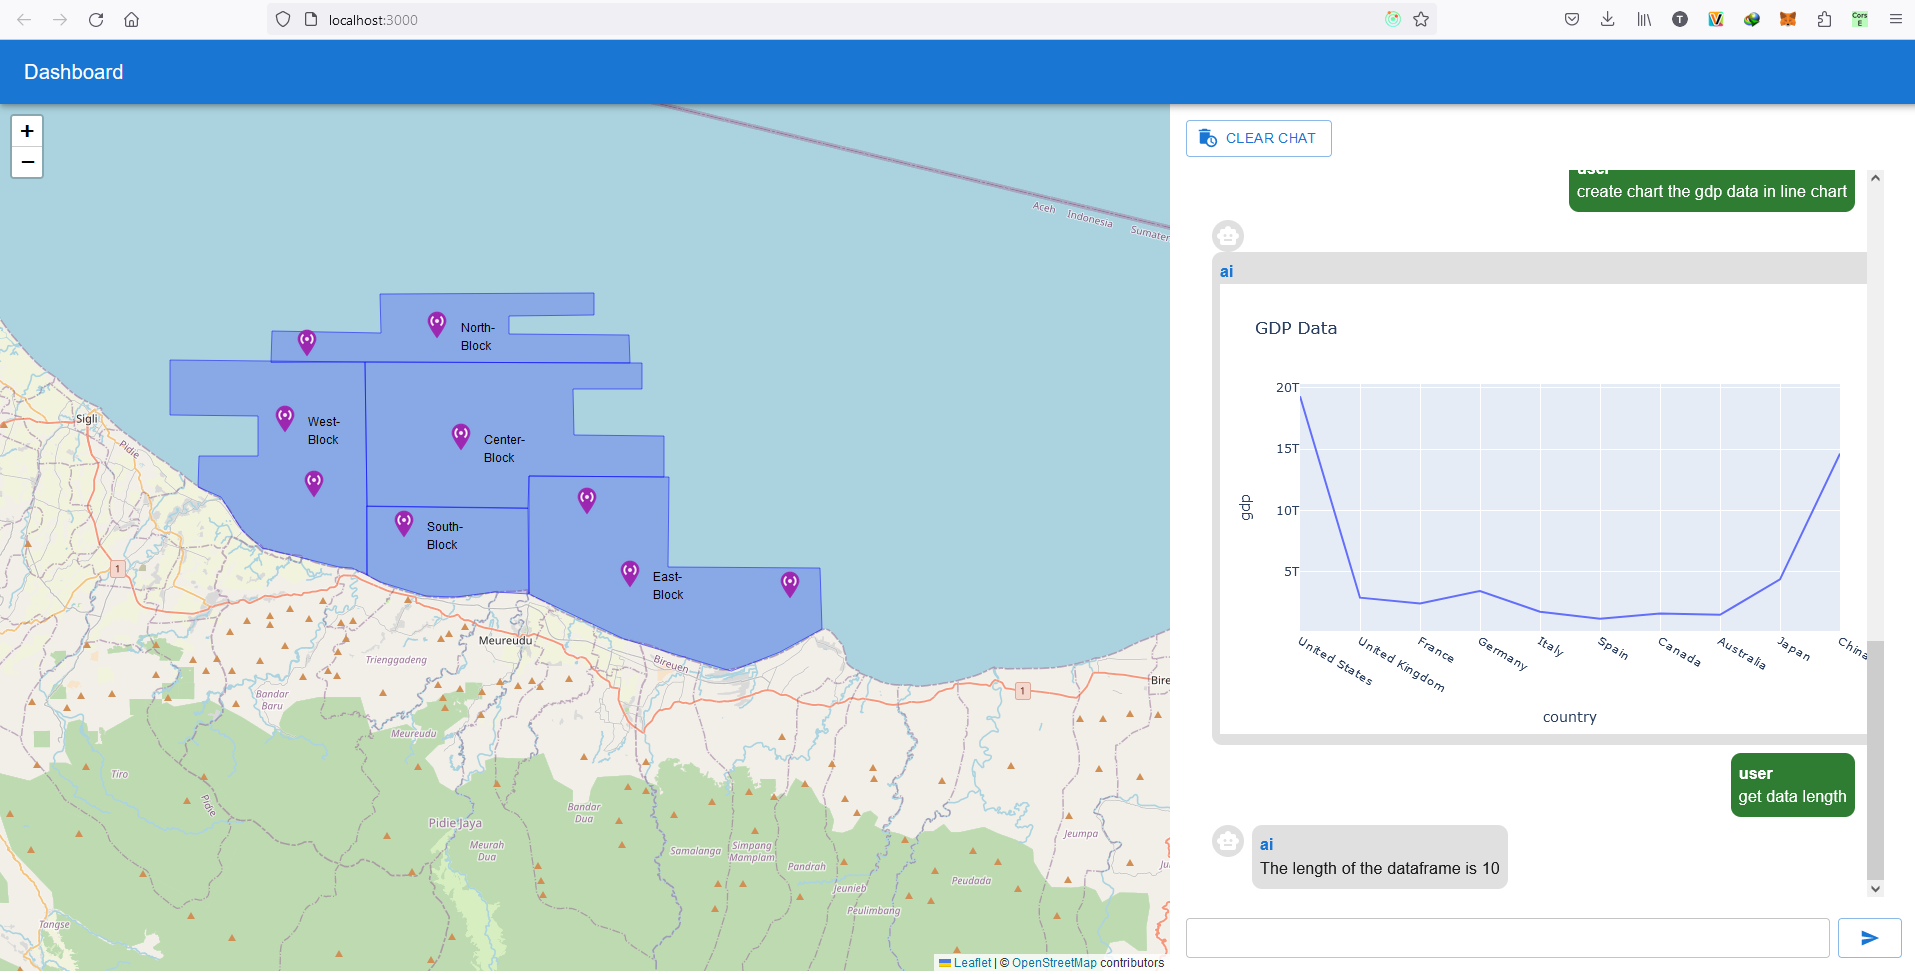 localhost:3000
T
Cors
E
Dashboard
+
−
Aceh Indonesia
North-
Block
West-
Block
Center-
Block
South-
Block
East-
Block
Sigli
Pidie
1
Meureudu
Trienggadeng
Bireuen
Bandar
Baru
Meureudu
1
Bire
Tiro
Pidie
Pidie Jaya
Bandar
Dua
Meurah
Dua
Samalanga
Simpang
Mamplam
Pandrah
Jeunieb
Peulimbang
Peudada
Jeumpa
Tangse
Leaflet | © OpenStreetMap contributors
CLEAR CHAT
user
create chart the gdp data in line chart
ai
GDP Data
20T
15T
10T
5T
gdp
United States
United Kingdom
France
Germany
Italy
Spain
Canada
Australia
Japan
China
country
user
get data length
ai
The length of the dataframe is 10